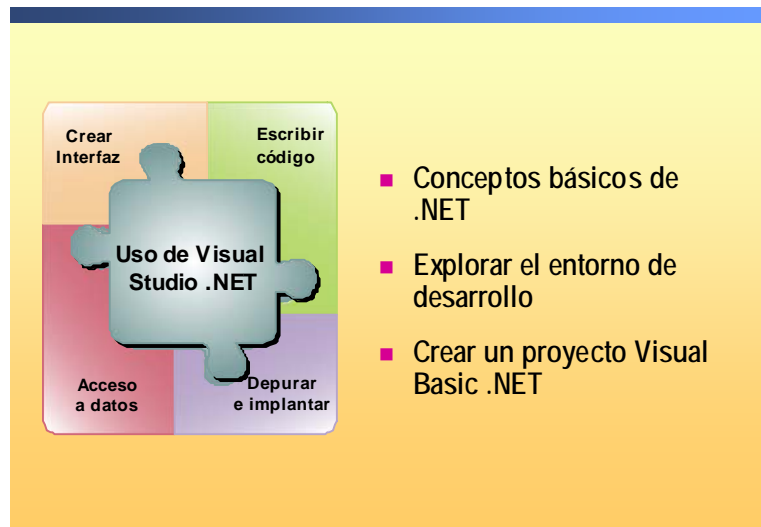 Crear
Interfaz
Escribir
código
Uso de Visual
Studio .NET
Acceso
a datos
Depurar
e implantar
Conceptos básicos de
.NET
Explorar el entorno de
desarrollo
Crear un proyecto Visual
Basic .NET